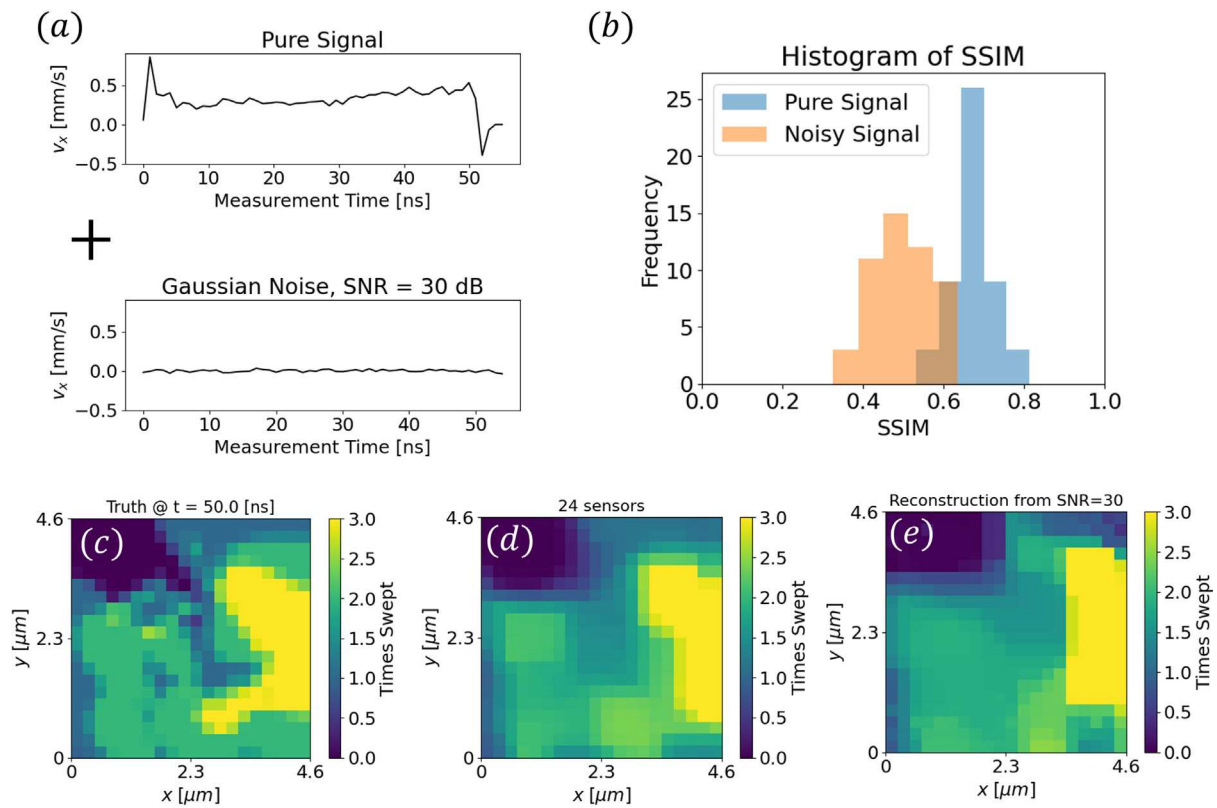 (a)
Pure Signal
0.5
0.0
−0.5
v_x [mm/s]
0 10 20 30 40 50
Measurement Time [ns]
+
Gaussian Noise, SNR = 30 dB
0.5
0.0
−0.5
v_x [mm/s]
0 10 20 30 40 50
Measurement Time [ns]
(b)
Histogram of SSIM
Pure Signal
Noisy Signal
25
20
15
10
5
0
Frequency
0.0 0.2 0.4 0.6 0.8 1.0
SSIM
Truth @ t = 50.0 [ns]
(c)
4.6
2.3
0
y [μm]
0 2.3 4.6
x [μm]
3.0
2.5
2.0
1.5
1.0
0.5
0.0
Times Swept
24 sensors
(d)
4.6
2.3
0
y [μm]
0 2.3 4.6
x [μm]
3.0
2.5
2.0
1.5
1.0
0.5
0.0
Times Swept
Reconstruction from SNR=30
(e)
4.6
2.3
0
y [μm]
0 2.3 4.6
x [μm]
3.0
2.5
2.0
1.5
1.0
0.5
0.0
Times Swept